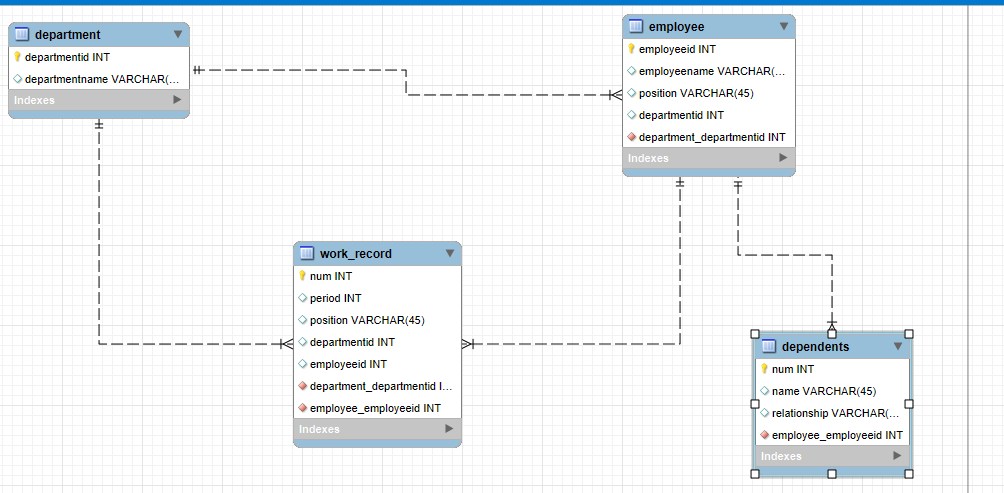 department
departmentid INT
departmentname VARCHAR(...
Indexes
employee
employeeid INT
employeename VARCHAR(...
position VARCHAR(45)
departmentid INT
department_departmentid INT
Indexes
work_record
num INT
period INT
position VARCHAR(45)
departmentid INT
employeeid INT
department_departmentid I...
employee_employeeid INT
Indexes
dependents
num INT
name VARCHAR(45)
relationship VARCHAR(...
employee_employeeid INT
Indexes